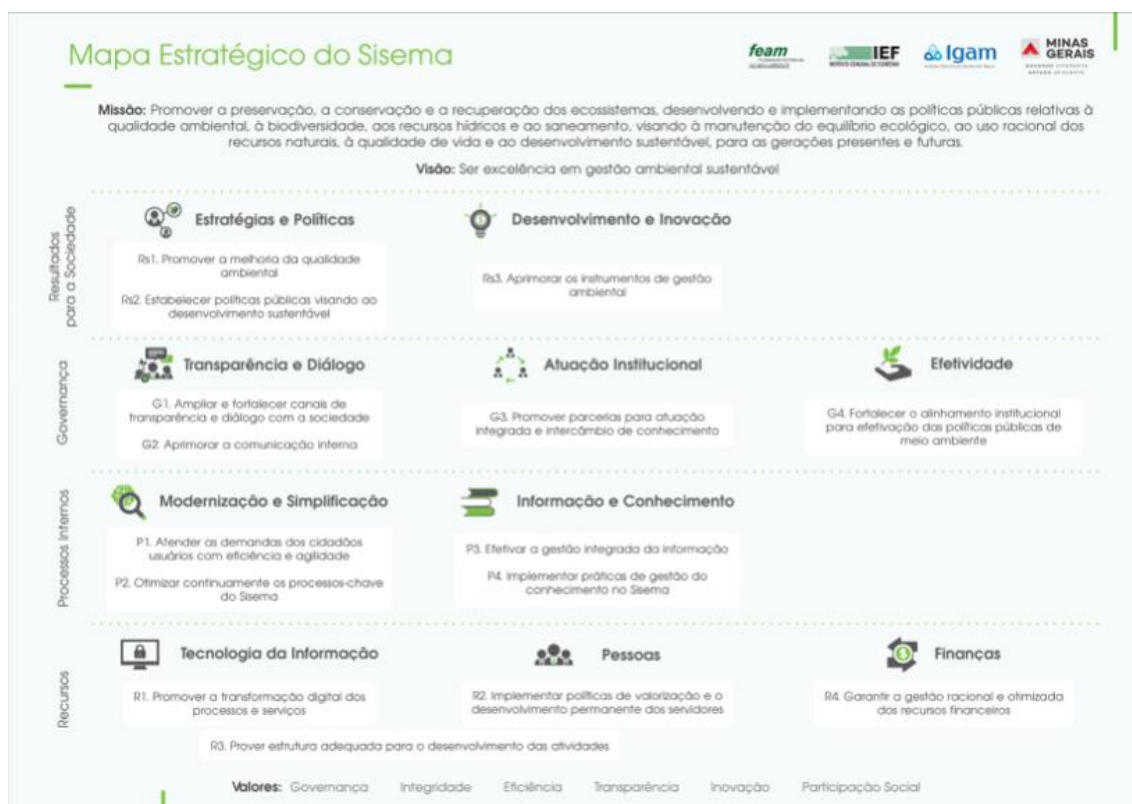 Mapa Estratégico do Sisema
feam
IEF
Igam
MINAS
GERAIS
Missão: Promover a preservação, a conservação e a recuperação dos ecossistemas, desenvolvendo e implementando as políticas públicas relativas à
qualidade ambiental, à biodiversidade, aos recursos hídricos e ao saneamento, visando à manutenção do equilíbrio ecológico, ao uso racional dos
recursos naturais, à qualidade de vida e ao desenvolvimento sustentável, para as gerações presentes e futuras.
Visão: Ser excelência em gestão ambiental sustentável
Resultados
para a Sociedade
Estratégias e Políticas
Rs1. Promover a melhoria da qualidade
ambiental
Rs2. Estabelecer políticas públicas visando ao
desenvolvimento sustentável
Desenvolvimento e Inovação
Rs3. Aprimorar os instrumentos de gestão
ambiental
Governança
Transparência e Diálogo
G1. Ampliar e fortalecer canais de
transparência e diálogo com a sociedade
G2. Aprimorar a comunicação interna
Atuação Institucional
G3. Promover parcerias para atuação
integrada e intercâmbio de conhecimento
Efetividade
G4. Fortalecer o alinhamento institucional
para efetivação das políticas públicas de
meio ambiente
Processos Internos
Modernização e Simplificação
P1. Atender as demandas dos cidadãos
usuários com eficiência e agilidade
P2. Otimizar continuamente os processos-chave
do Sisema
Informação e Conhecimento
P3. Efetivar a gestão integrada da informação
P4. Implementar práticas de gestão do
conhecimento no Sisema
Recursos
Tecnologia da Informação
R1. Promover a transformação digital dos
processos e serviços
Pessoas
R2. Implementar políticas de valorização e o
desenvolvimento permanente dos servidores
Finanças
R4. Garantir a gestão racional e otimizada
dos recursos financeiros
R3. Prover estrutura adequada para o desenvolvimento das atividades
Valores: Governança Integridade Eficiência Transparência Inovação Participação Social